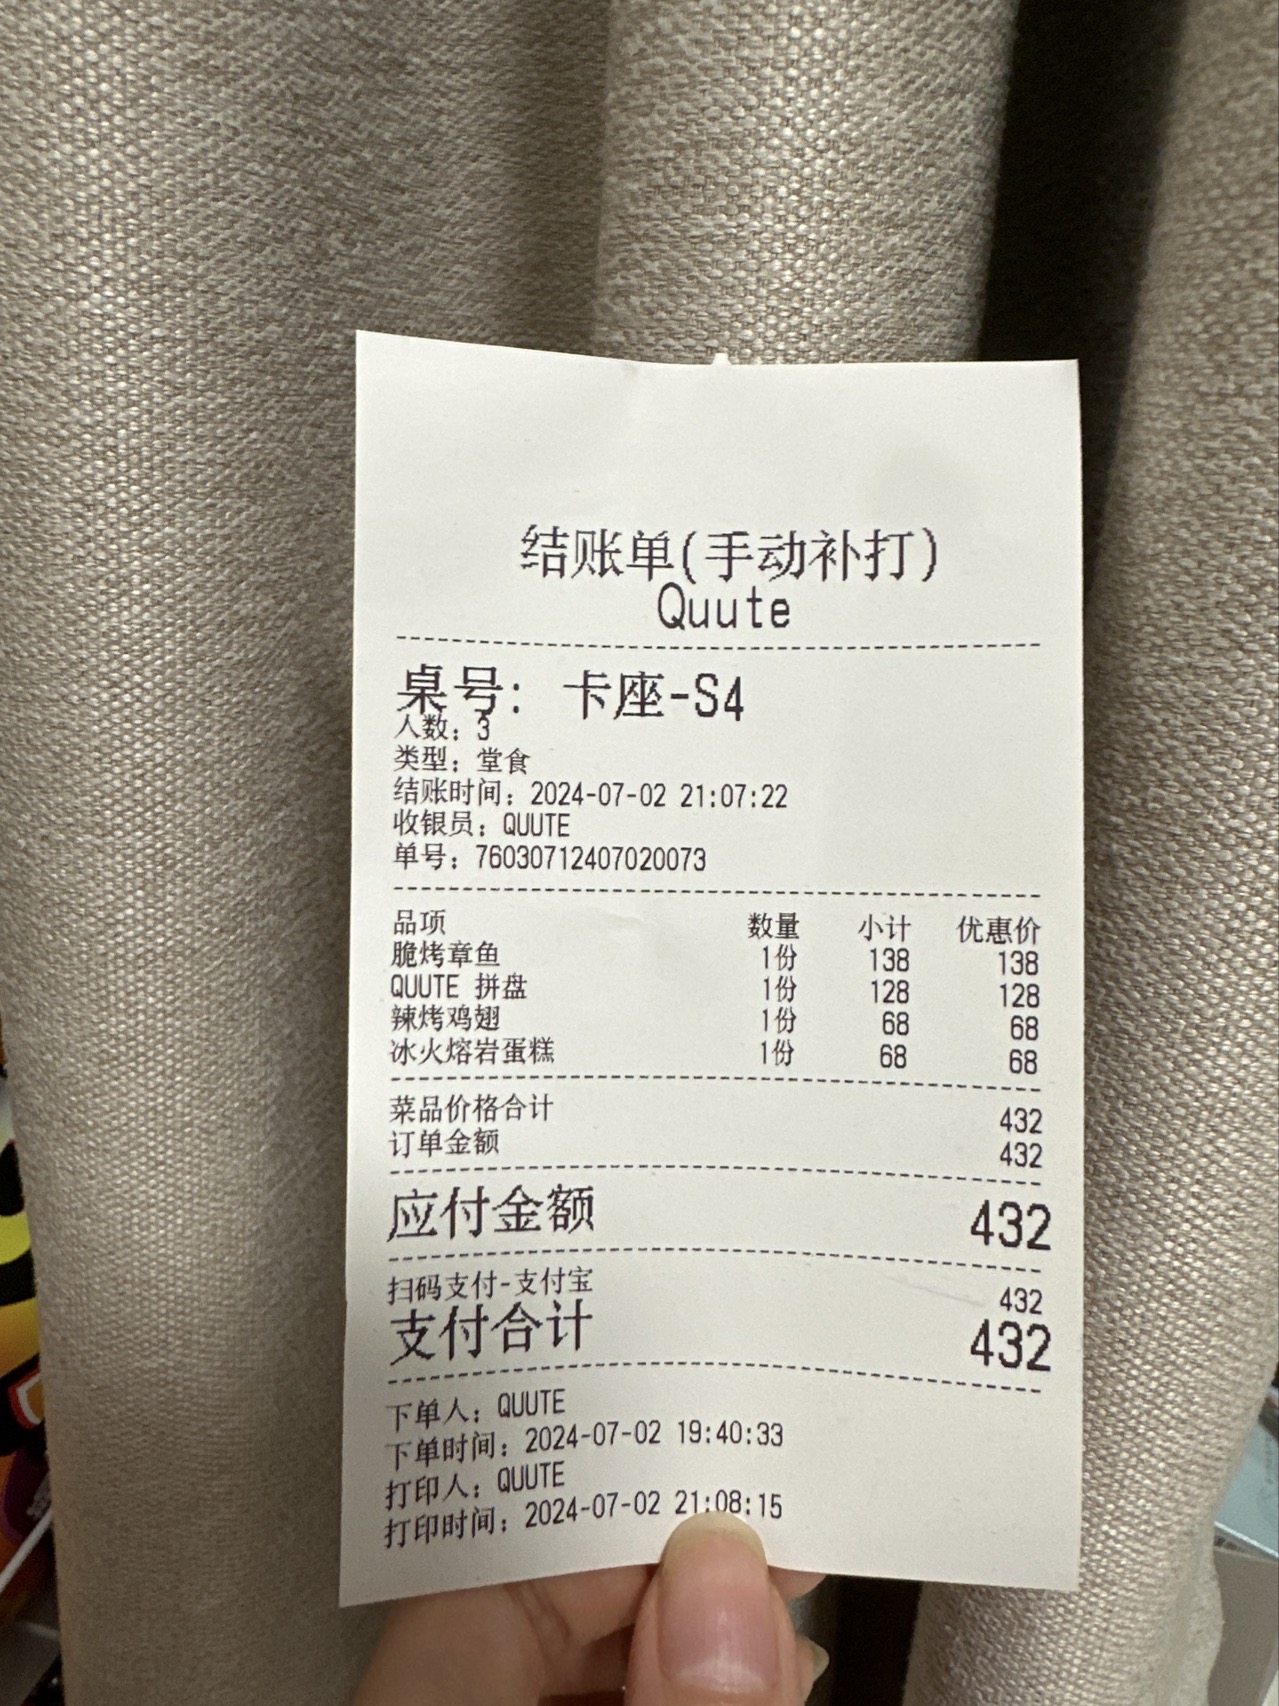 结账单(手动补打)
Quute
桌号: 卡座-S4
人数: 3
类型: 堂食
结账时间: 2024-07-02 21:07:22
收银员: QUUTE
单号: 76030712407020073
品项 数量 小计 优惠价
脆烤章鱼 1份 138 138
QUUTE 拼盘 1份 128 128
辣烤鸡翅 1份 68 68
冰火熔岩蛋糕 1份 68 68
菜品价格合计 432
订单金额 432
应付金额 432
扫码支付-支付宝 432
支付合计 432
下单人: QUUTE
下单时间: 2024-07-02 19:40:33
打印人: QUUTE
打印时间: 2024-07-02 21:08:15